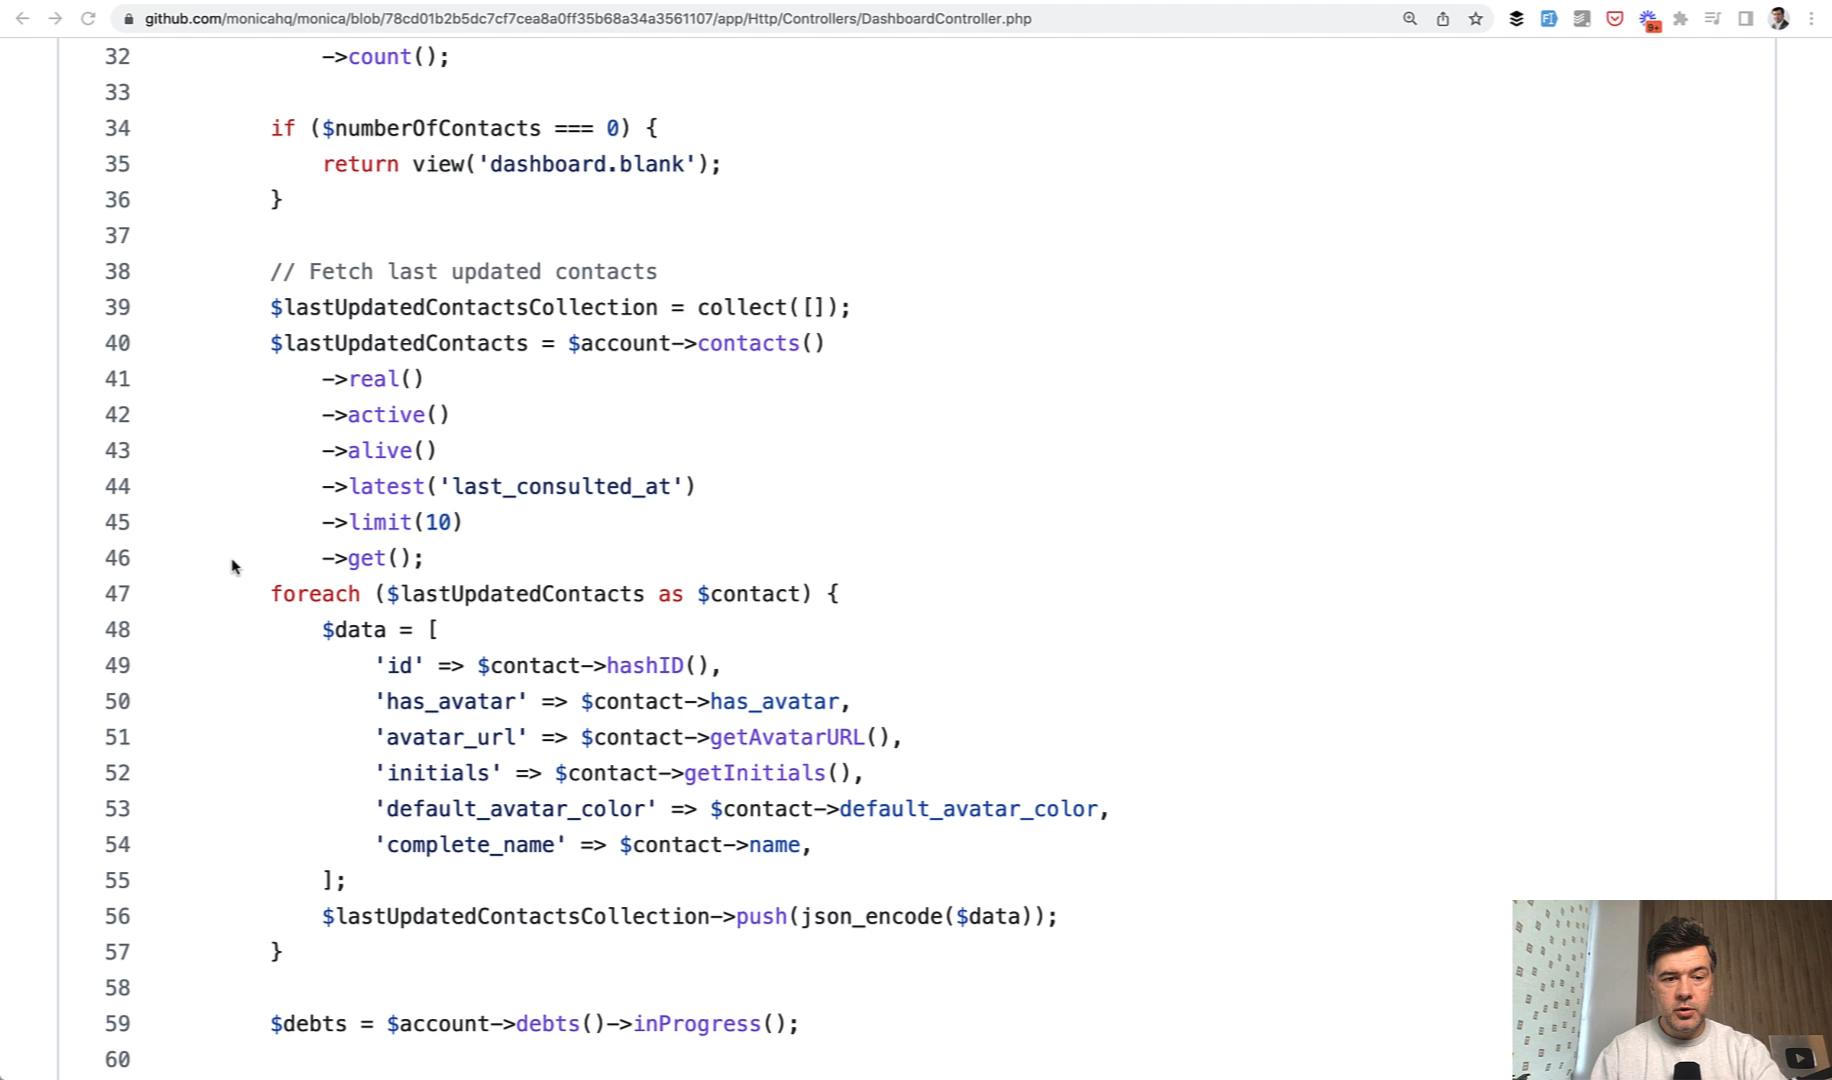 github.com/monicahq/monica/blob/78cd01b2b5dc7cf7cea8a0ff35b68a34a3561107/app/Http/Controllers/DashboardController.php
9+
32 ->count();
33
34 if ($numberOfContacts === 0) {
35 return view('dashboard.blank');
36 }
37
38 // Fetch last updated contacts
39 $lastUpdatedContactsCollection = collect([]);
40 $lastUpdatedContacts = $account->contacts()
41 ->real()
42 ->active()
43 ->alive()
44 ->latest('last_consulted_at')
45 ->limit(10)
46 ->get();
47 foreach ($lastUpdatedContacts as $contact) {
48 $data = [
49 'id' => $contact->hashID(),
50 'has_avatar' => $contact->has_avatar,
51 'avatar_url' => $contact->getAvatarURL(),
52 'initials' => $contact->getInitials(),
53 'default_avatar_color' => $contact->default_avatar_color,
54 'complete_name' => $contact->name,
55 ];
56 $lastUpdatedContactsCollection->push(json_encode($data));
57 }
58
59 $debts = $account->debts()->inProgress();
60